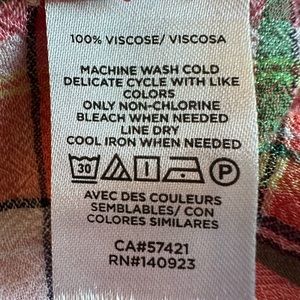 100% VISCOSE/ VISCOSA
MACHINE WASH COLD
DELICATE CYCLE WITH LIKE
COLORS
ONLY NON-CHLORINE
BLEACH WHEN NEEDED
LINE DRY
COOL IRON WHEN NEEDED
30 P
AVEC DES COULEURS
SEMBLABLES/ CON
COLORES SIMILARES
CA#57421
RN#140923